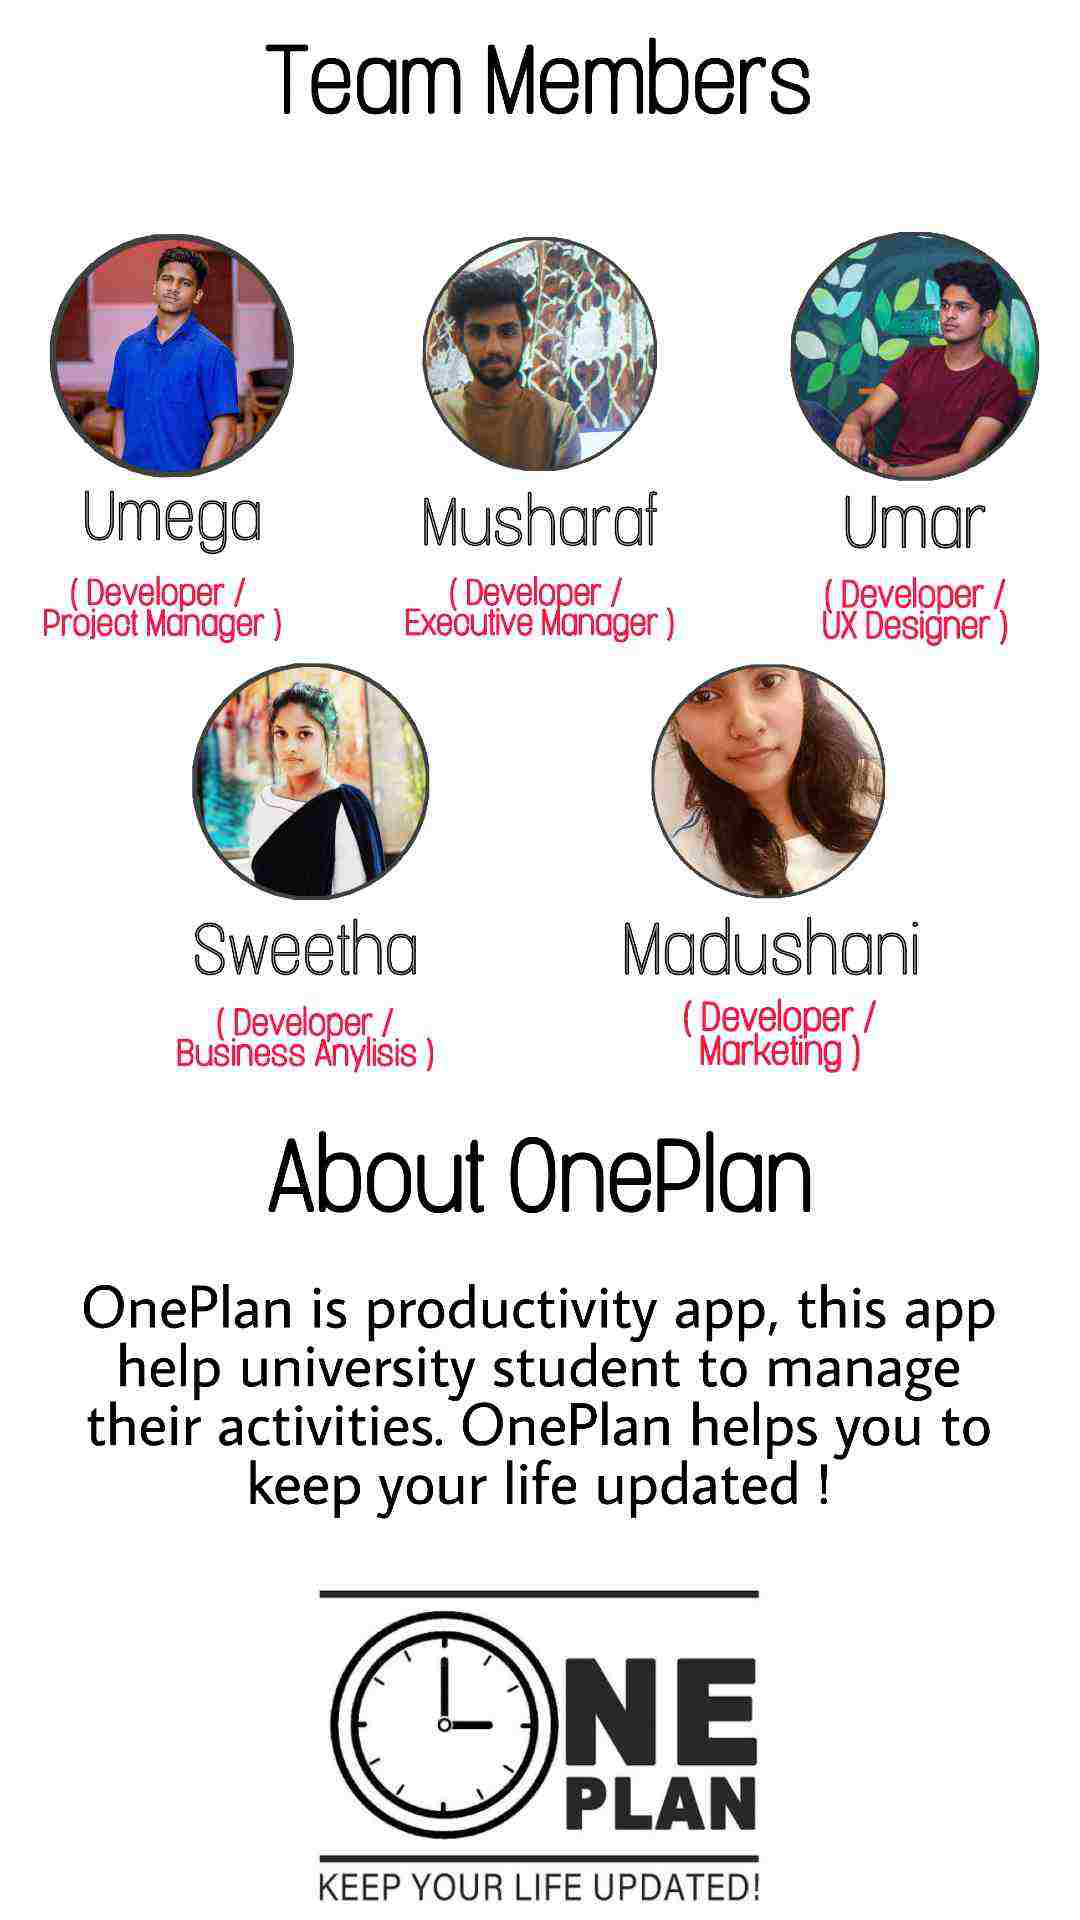 Team Members
Umega
Musharaf
Umar
( Developer /
Project Manager )
( Developer /
Executive Manager )
( Developer /
UX Designer )
Sweetha
Madushani
( Developer /
Business Anylisis )
( Developer /
Marketing )
About OnePlan
OnePlan is productivity app, this app
help university student to manage
their activities. OnePlan helps you to
keep your life updated !
ONE
PLAN
KEEP YOUR LIFE UPDATED!